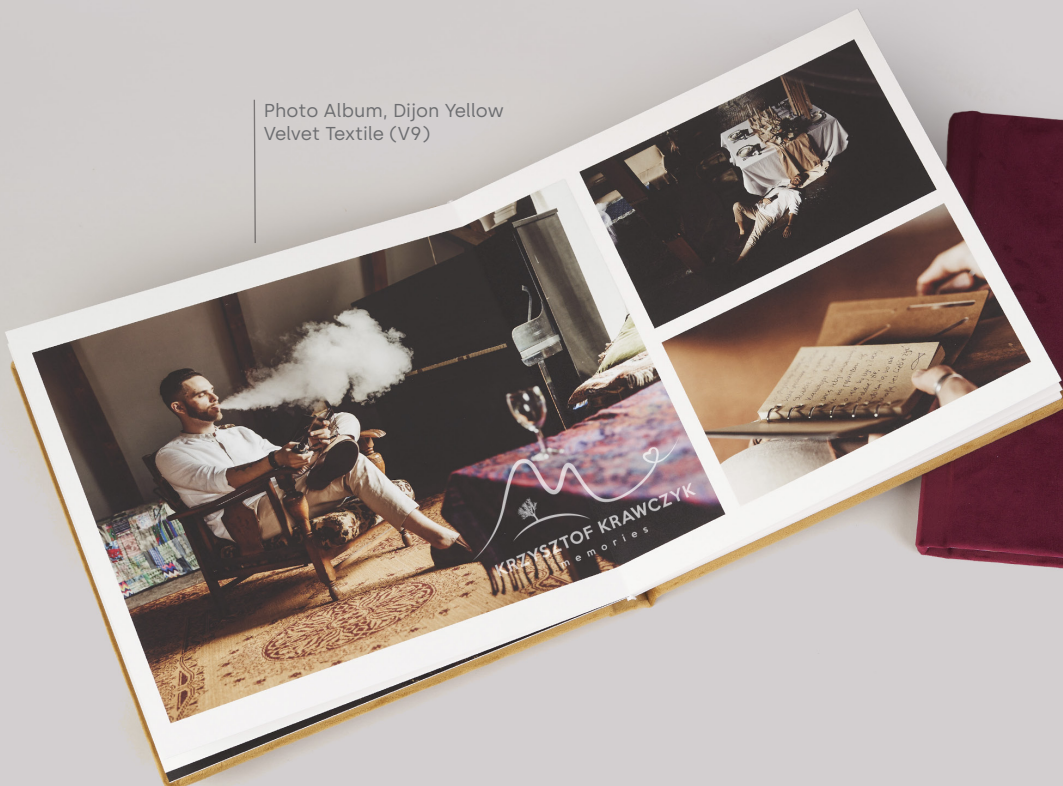 Photo Album, Dijon Yellow
Velvet Textile (V9)
KRZYSZTOF KRAWCZYK
memories